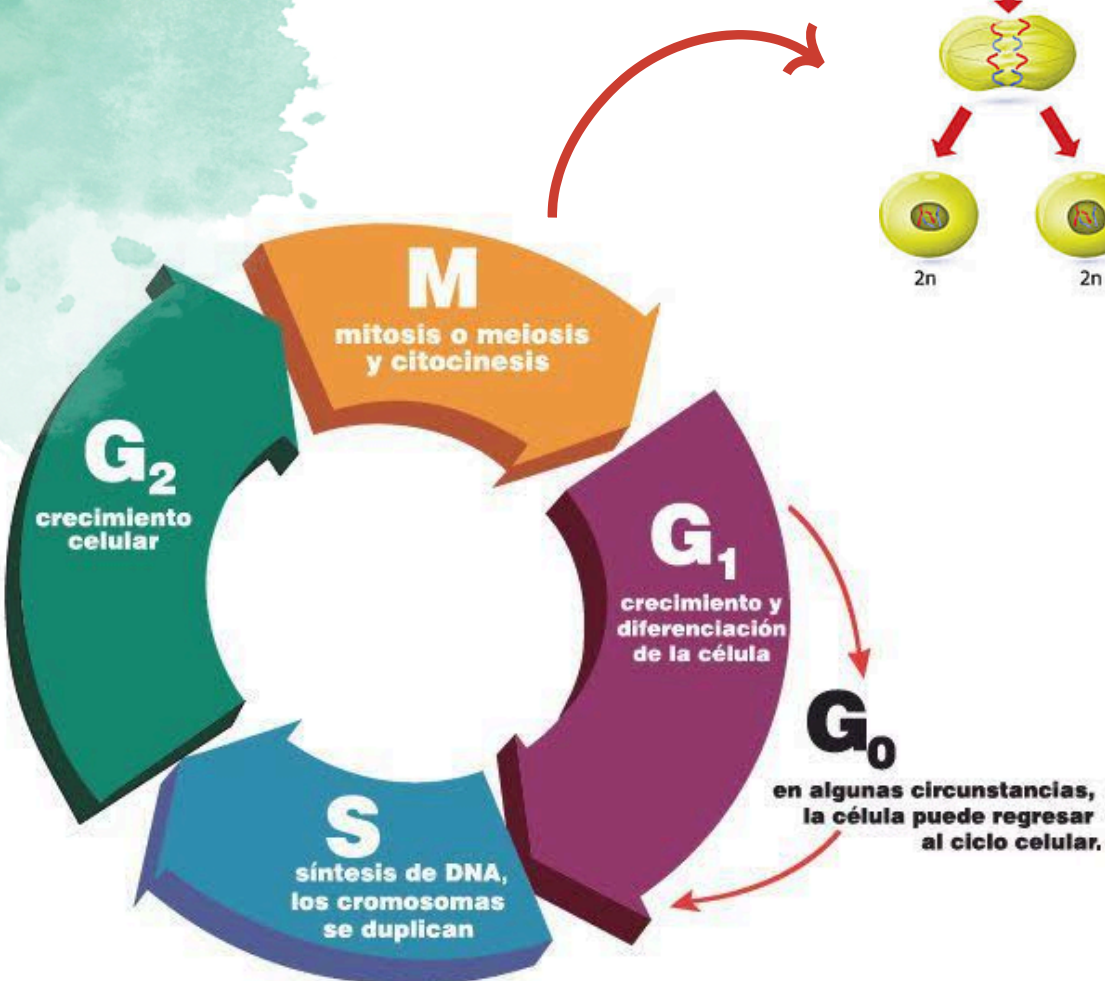 2n
2n
M
mitosis o meiosis
y citocinesis
G₂
crecimiento
celular
G₁
crecimiento y
diferenciación
de la célula
G₀
en algunas circunstancias,
la célula puede regresar
al ciclo celular.
S
síntesis de DNA,
los cromosomas
se duplican